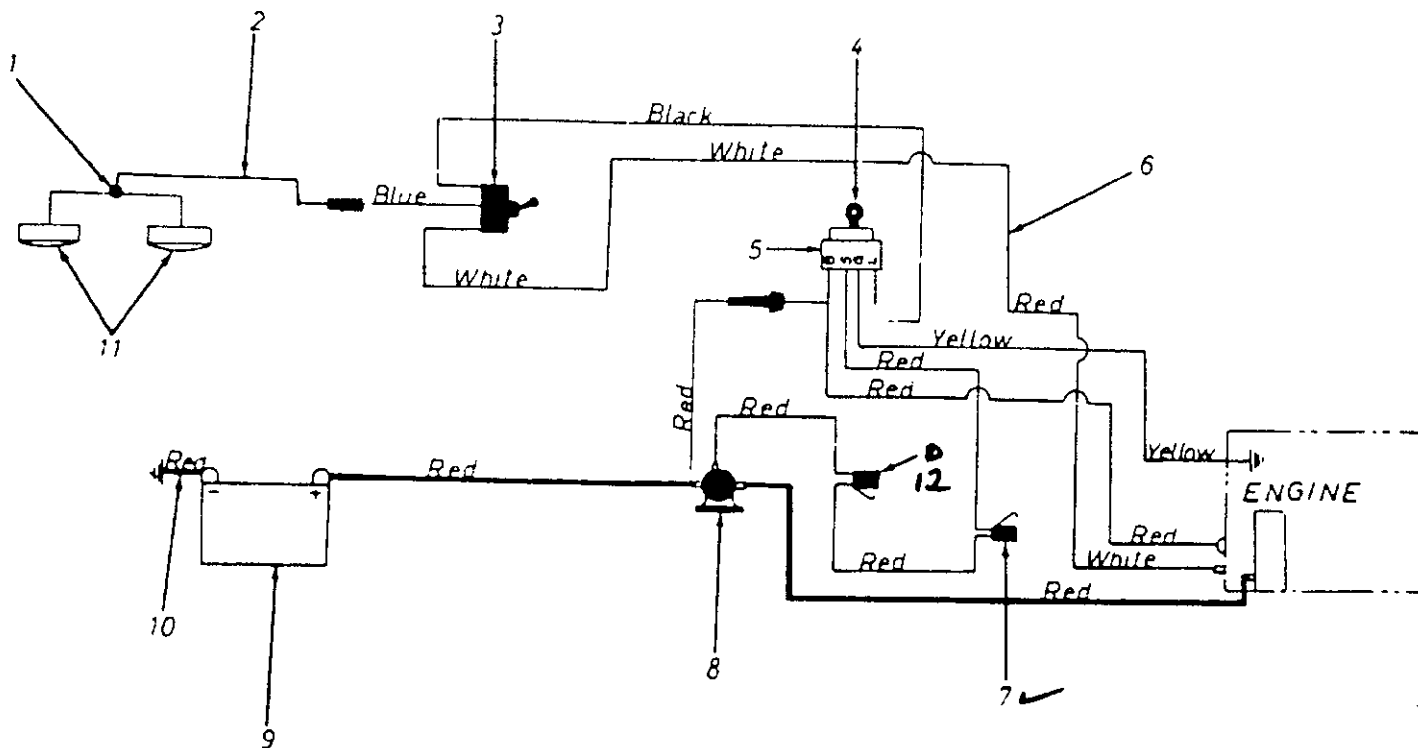 2
3
4
1
Black
White
6
Blue
5
B S G L
White
Red
11
Yellow
Red
Red
Red
Red
Red
Red
12
Yellow
ENGINE
-
+
Red
Red
White
Red
10
8
7
9